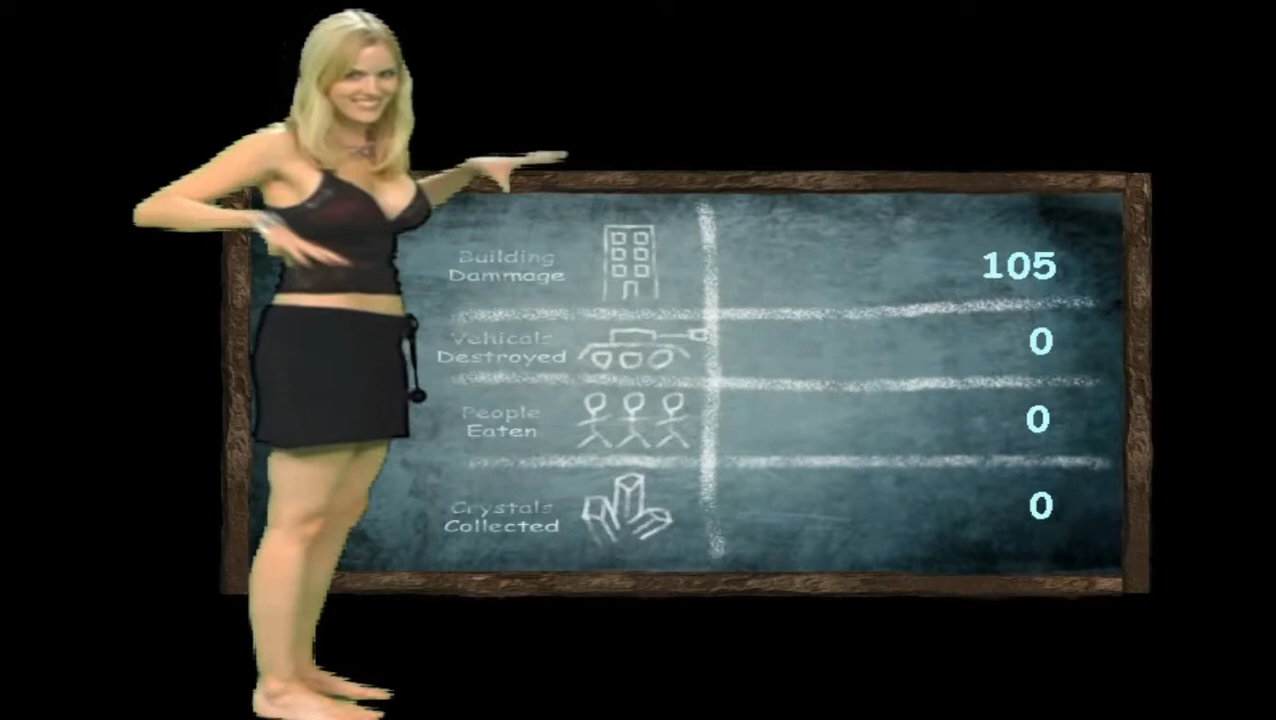 Building
Dammage
105
Vehicals
Destroyed
0
People
Eaten
0
Crystals
Collected
0